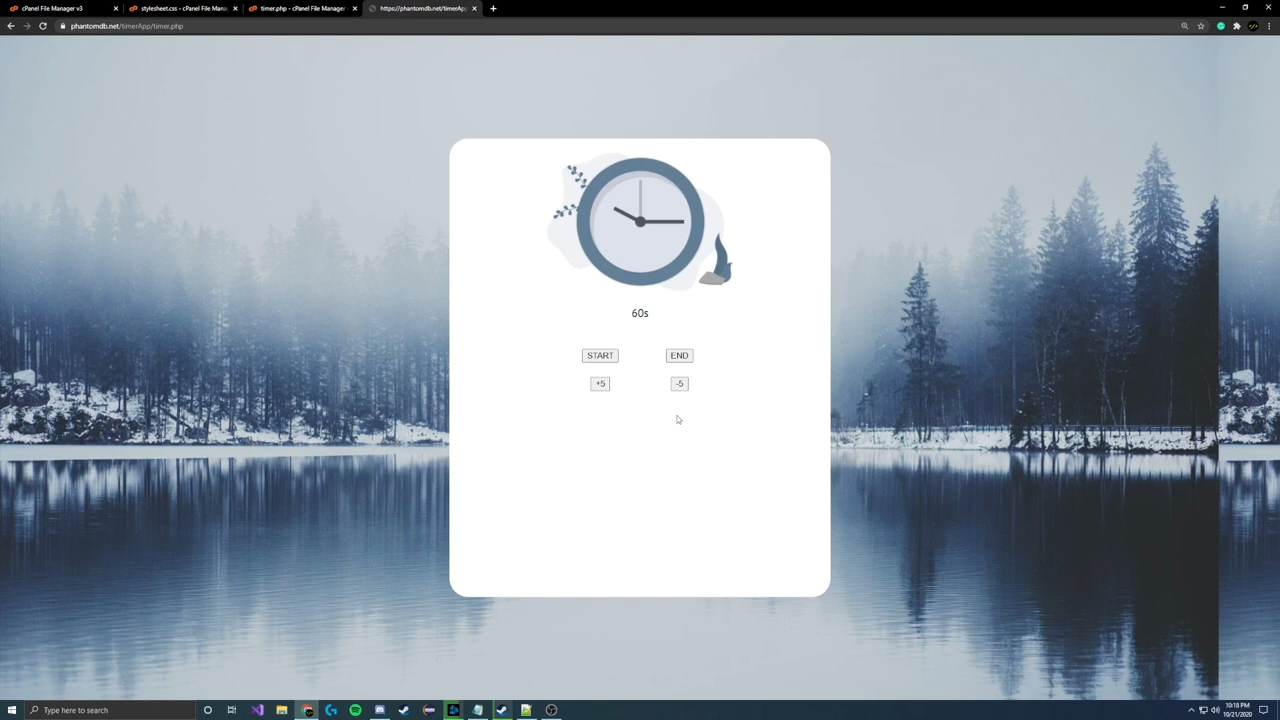 cPanel File Manager v3
stylesheet.css - cPanel File Mana
timer.php - cPanel File Manager
https://phantomdb.net/timerApp
phantomdb.net/timerApp/timer.php
60s
START
END
+5
-5
Type here to search
10:18 PM
10/21/2020